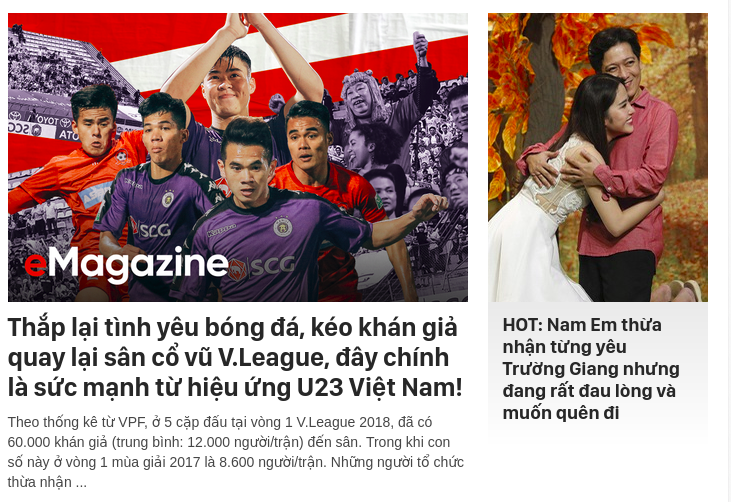 TOYOTA
SCG
eMagazine
SCG
Thắp lại tình yêu bóng đá, kéo khán giả
quay lại sân cổ vũ V.League, đây chính
là sức mạnh từ hiệu ứng U23 Việt Nam!
Theo thống kê từ VPF, ở 5 cặp đấu tại vòng 1 V.League 2018, đã có
60.000 khán giả (trung bình: 12.000 người/trận) đến sân. Trong khi con
số này ở vòng 1 mùa giải 2017 là 8.600 người/trận. Những người tổ chức
thừa nhận ...
HOT: Nam Em thừa
nhận từng yêu
Trường Giang nhưng
đang rất đau lòng và
muốn quên đi